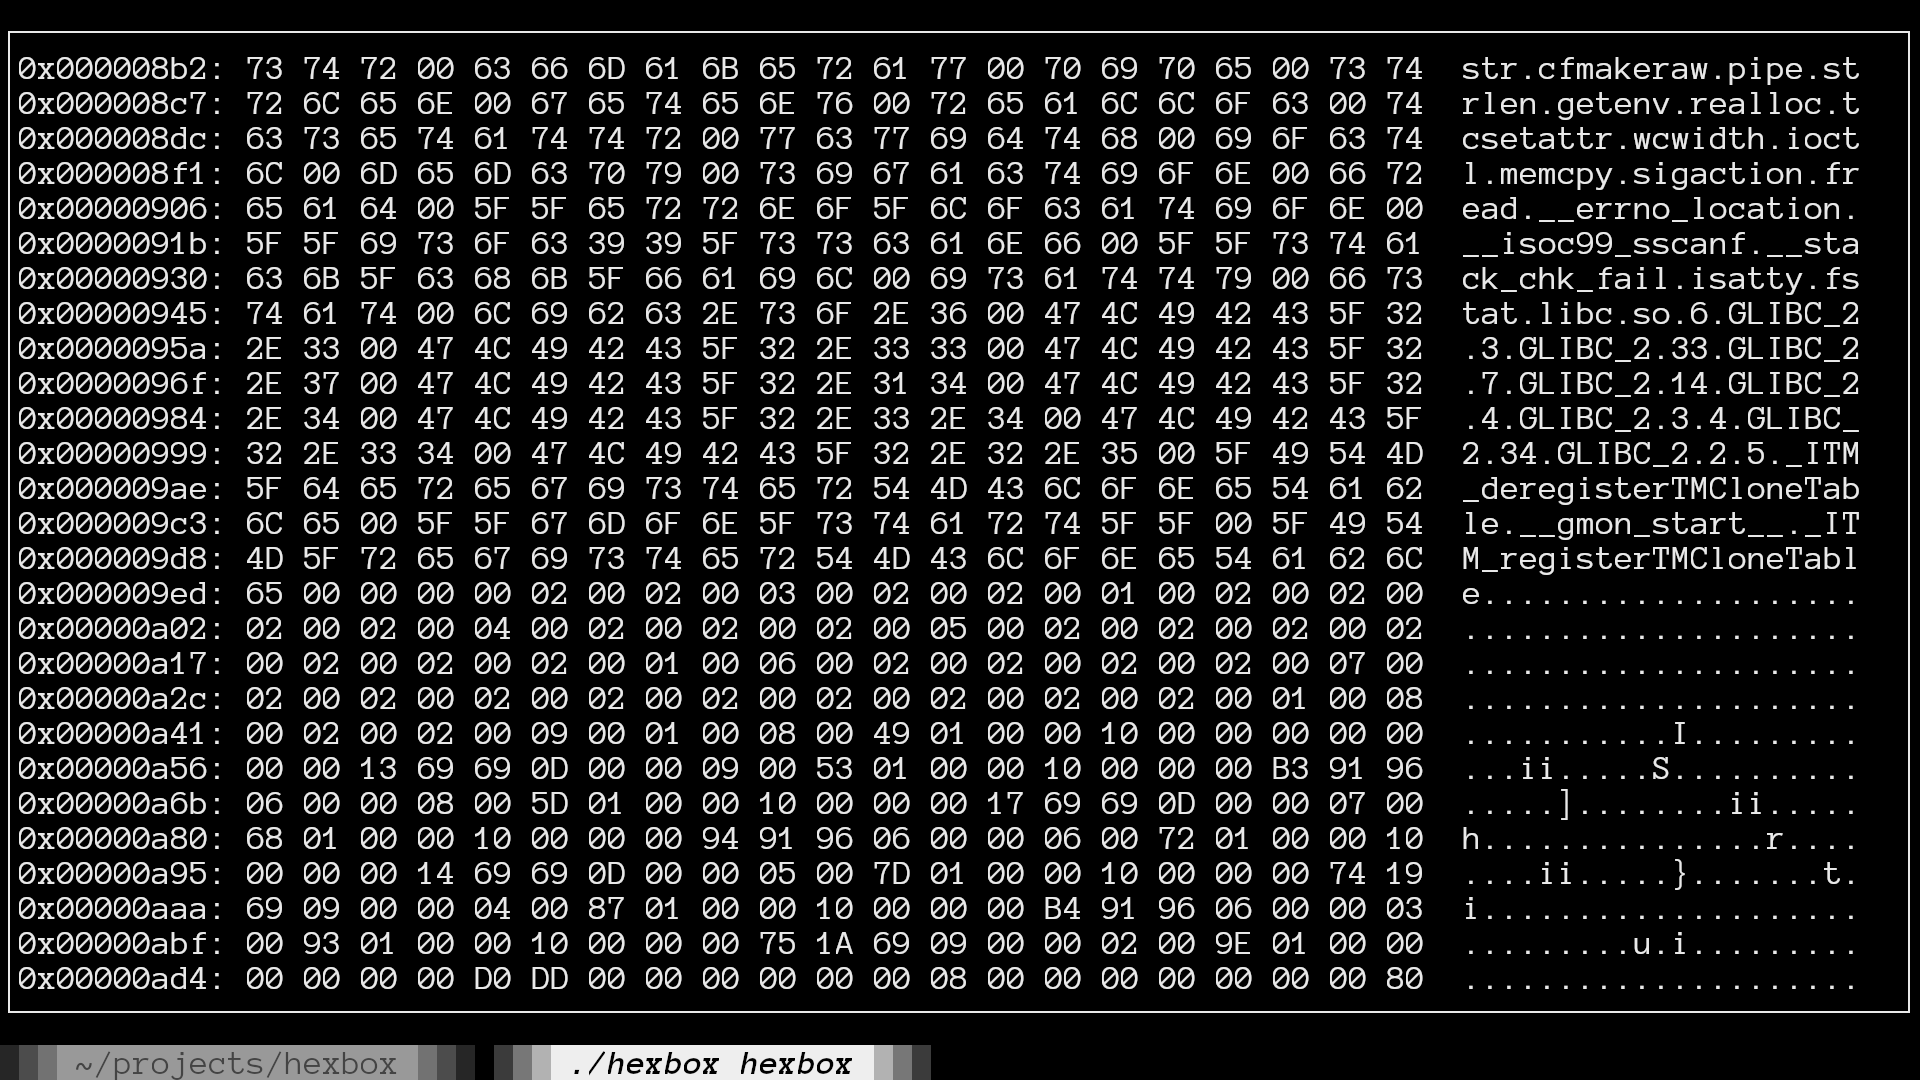 0x000008b2: 73 74 72 00 63 66 6D 61 6B 65 72 61 77 00 70 69 70 65 00 73 74  str.cfmakeraw.pipe.st
0x000008c7: 72 6C 65 6E 00 67 65 74 65 6E 76 00 72 65 61 6C 6C 6F 63 00 74  rlen.getenv.realloc.t
0x000008dc: 63 73 65 74 61 74 74 72 00 77 63 77 69 64 74 68 00 69 6F 63 74  csetattr.wcwidth.ioct
0x000008f1: 6C 00 6D 65 6D 63 70 79 00 73 69 67 61 63 74 69 6F 6E 00 66 72  l.memcpy.sigaction.fr
0x00000906: 65 61 64 00 5F 5F 65 72 72 6E 6F 5F 6C 6F 63 61 74 69 6F 6E 00  ead.__errno_location.
0x0000091b: 5F 5F 69 73 6F 63 39 39 5F 73 73 63 61 6E 66 00 5F 5F 73 74 61  __isoc99_sscanf.__sta
0x00000930: 63 6B 5F 63 68 6B 5F 66 61 69 6C 00 69 73 61 74 74 79 00 66 73  ck_chk_fail.isatty.fs
0x00000945: 74 61 74 00 6C 69 62 63 2E 73 6F 2E 36 00 47 4C 49 42 43 5F 32  tat.libc.so.6.GLIBC_2
0x0000095a: 2E 33 00 47 4C 49 42 43 5F 32 2E 33 33 00 47 4C 49 42 43 5F 32  .3.GLIBC_2.33.GLIBC_2
0x0000096f: 2E 37 00 47 4C 49 42 43 5F 32 2E 31 34 00 47 4C 49 42 43 5F 32  .7.GLIBC_2.14.GLIBC_2
0x00000984: 2E 34 00 47 4C 49 42 43 5F 32 2E 33 2E 34 00 47 4C 49 42 43 5F  .4.GLIBC_2.3.4.GLIBC_
0x00000999: 32 2E 33 34 00 47 4C 49 42 43 5F 32 2E 32 2E 35 00 5F 49 54 4D  2.34.GLIBC_2.2.5._ITM
0x000009ae: 5F 64 65 72 65 67 69 73 74 65 72 54 4D 43 6C 6F 6E 65 54 61 62  _deregisterTMCloneTab
0x000009c3: 6C 65 00 5F 5F 67 6D 6F 6E 5F 73 74 61 72 74 5F 5F 00 5F 49 54  le.__gmon_start__._IT
0x000009d8: 4D 5F 72 65 67 69 73 74 65 72 54 4D 43 6C 6F 6E 65 54 61 62 6C  M_registerTMCloneTabl
0x000009ed: 65 00 00 00 00 02 00 02 00 03 00 02 00 02 00 01 00 02 00 02 00  e....................
0x00000a02: 02 00 02 00 04 00 02 00 02 00 02 00 05 00 02 00 02 00 02 00 02  .....................
0x00000a17: 00 02 00 02 00 02 00 01 00 06 00 02 00 02 00 02 00 02 00 07 00  .....................
0x00000a2c: 02 00 02 00 02 00 02 00 02 00 02 00 02 00 02 00 02 00 01 00 08  .....................
0x00000a41: 00 02 00 02 00 09 00 01 00 08 00 49 01 00 00 10 00 00 00 00 00  ...........I.........
0x00000a56: 00 00 13 69 69 0D 00 00 09 00 53 01 00 00 10 00 00 00 B3 91 96  ...ii.....S..........
0x00000a6b: 06 00 00 08 00 5D 01 00 00 10 00 00 00 17 69 69 0D 00 00 07 00  .....]........ii.....
0x00000a80: 68 01 00 00 10 00 00 00 94 91 96 06 00 00 06 00 72 01 00 00 10  h...............r....
0x00000a95: 00 00 00 14 69 69 0D 00 00 05 00 7D 01 00 00 10 00 00 00 74 19  ....ii.....}.......t.
0x00000aaa: 69 09 00 00 04 00 87 01 00 00 10 00 00 00 B4 91 96 06 00 00 03  i....................
0x00000abf: 00 93 01 00 00 10 00 00 00 75 1A 69 09 00 00 02 00 9E 01 00 00  .........u.i.........
0x00000ad4: 00 00 00 00 D0 DD 00 00 00 00 00 00 08 00 00 00 00 00 00 00 80  .....................
~/projects/hexbox  ./hexbox hexbox